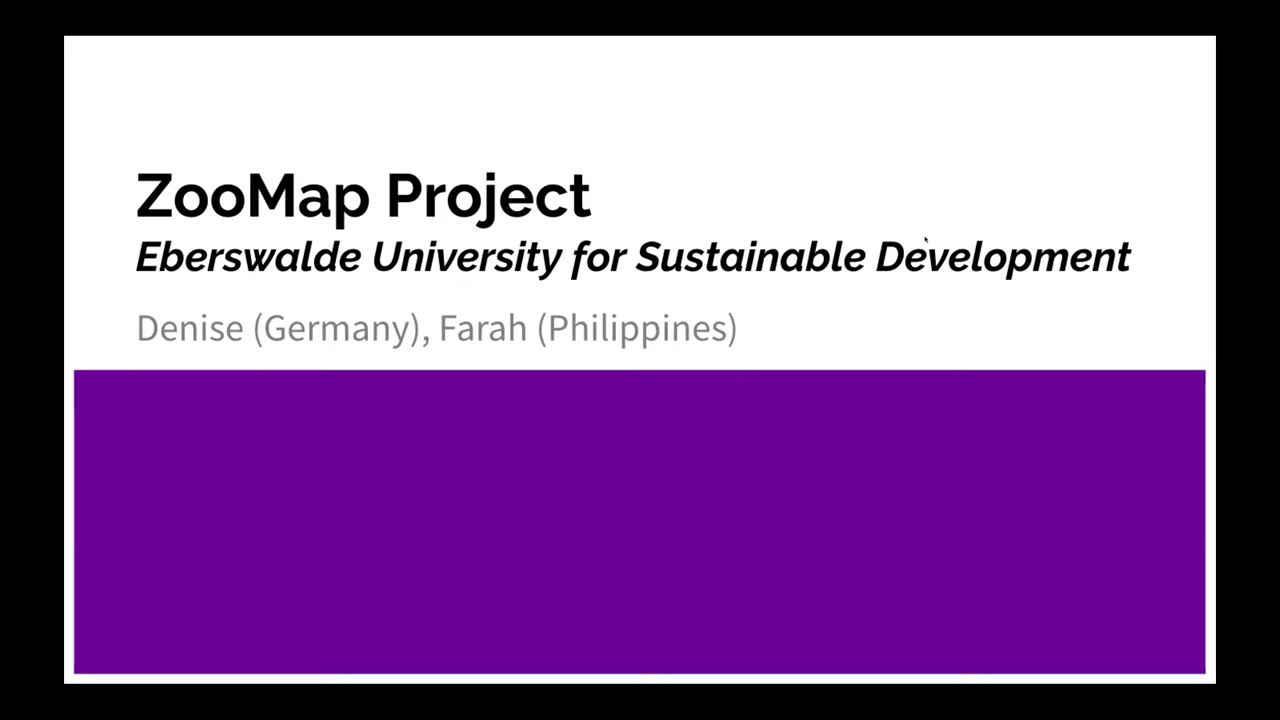 ZooMap Project
Eberswalde University for Sustainable Development
Denise (Germany), Farah (Philippines)